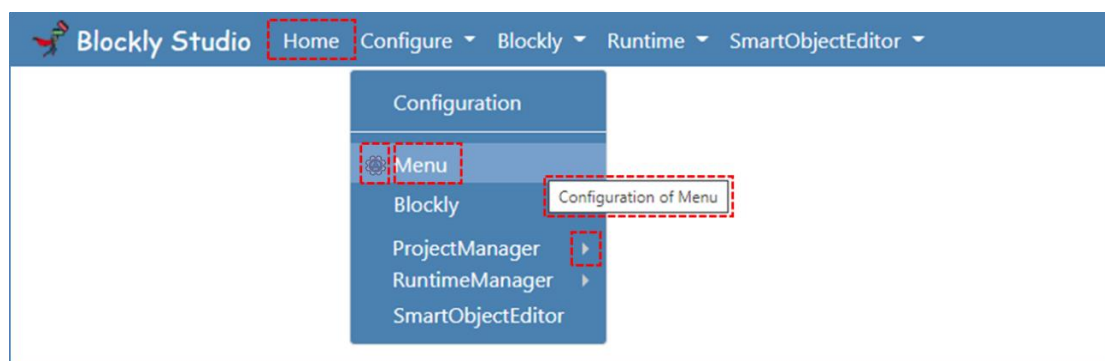 Blockly Studio Home Configure Blockly Runtime SmartObjectEditor
Configuration
Menu
Configuration of Menu
Blockly
ProjectManager
RuntimeManager
SmartObjectEditor